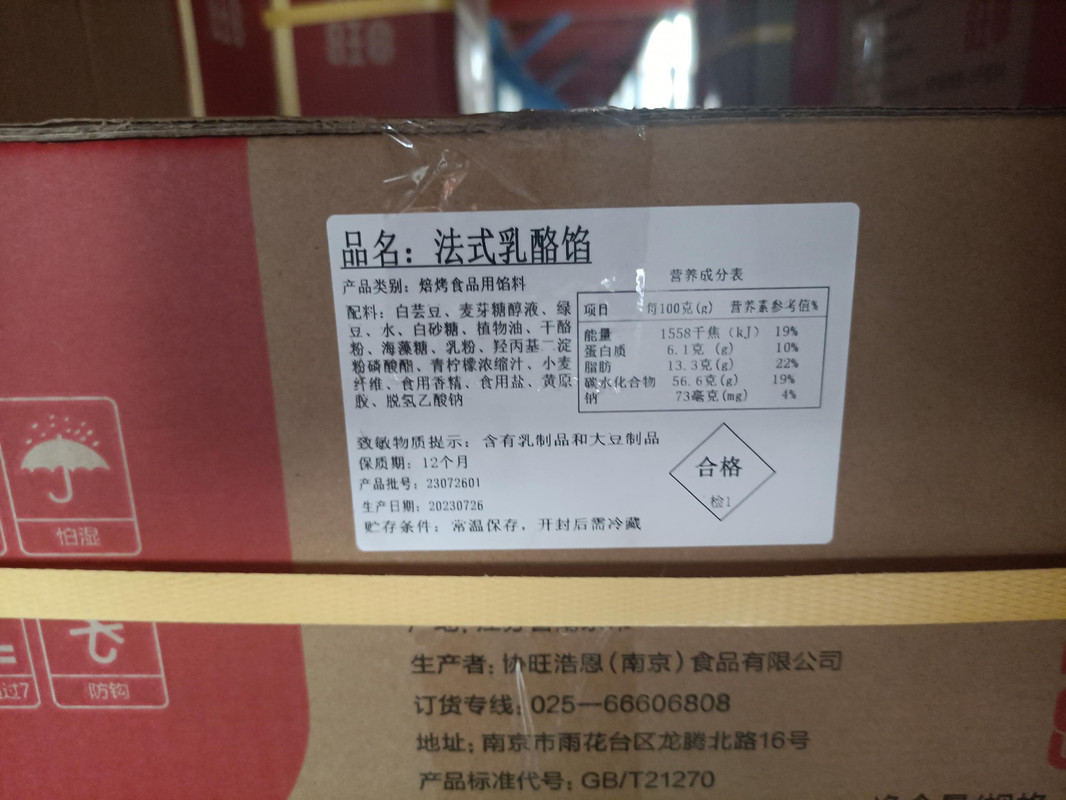 品名：法式乳酪馅
产品类别：焙烤食品用馅料
配料：白芸豆、麦芽糖醇液、绿
豆、水、白砂糖、植物油、干酪
粉、海藻糖、乳粉、羟丙基二淀
粉磷酸酯、青柠檬浓缩汁、小麦
纤维、食用香精、食用盐、黄原
胶、脱氢乙酸钠
营养成分表
项目 每100克(g) 营养素参考值%
能量 1558千焦（kJ） 19%
蛋白质 6.1克 (g) 10%
脂肪 13.3克(g) 22%
碳水化合物 56.6克(g) 19%
钠 73毫克(mg) 4%
致敏物质提示：含有乳制品和大豆制品
保质期：12个月
产品批号：23072601
生产日期：20230726
贮存条件：常温保存，开封后需冷藏
合格
检1
怕湿
过7
防钩
生产者：协旺浩恩（南京）食品有限公司
订货专线：025—66606808
地址：南京市雨花台区龙腾北路16号
产品标准代号：GB/T21270